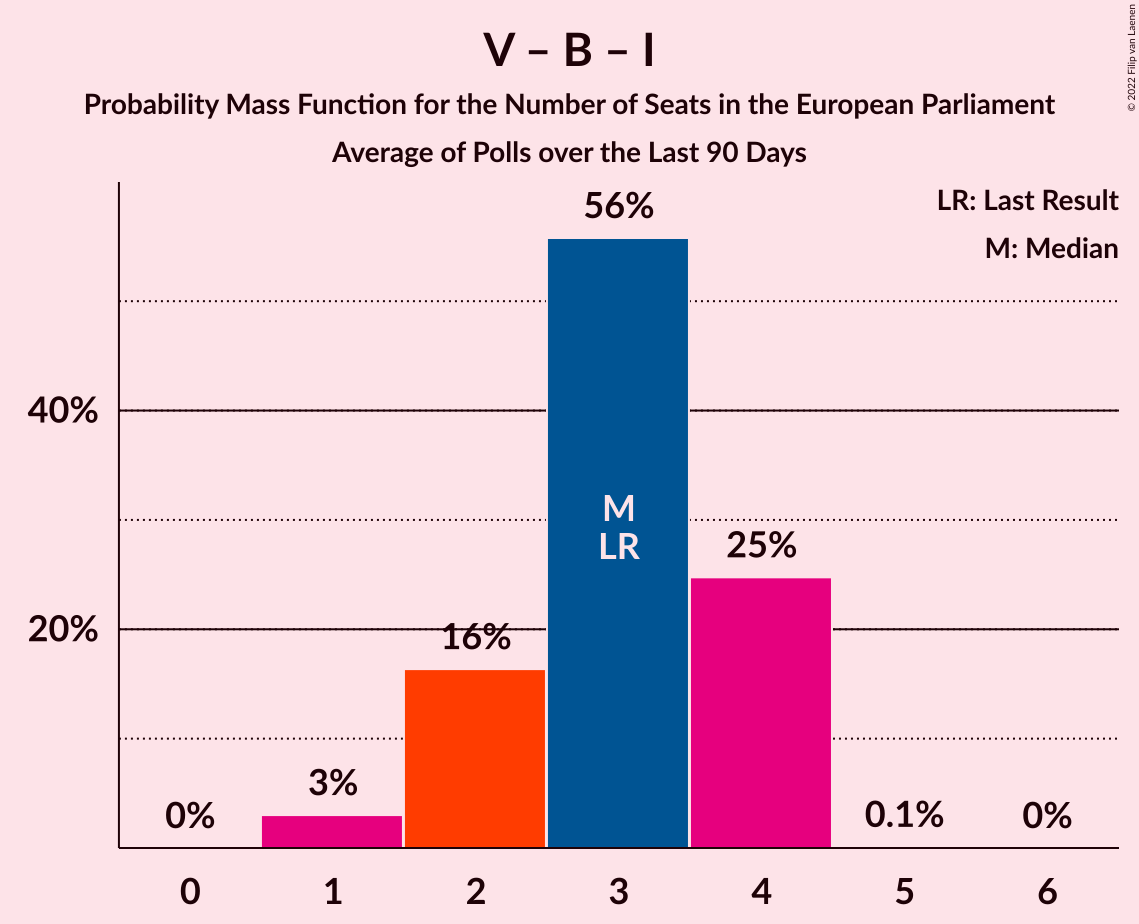 V – B – I
Probability Mass Function for the Number of Seats in the European Parliament
Average of Polls over the Last 90 Days
© 2022 Filip van Laenen
LR: Last Result
M: Median
56%
40%
M
LR
25%
20%
16%
3%
0%
0.1%
0%
0 1 2 3 4 5 6